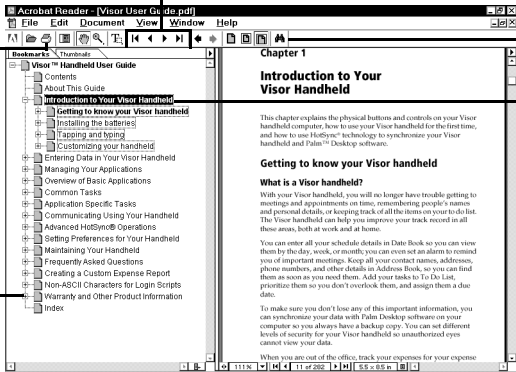 Acrobat Reader - [Visor User Guide.pdf]
File Edit Document View Window Help
Bookmarks Thumbnails
Visor™ Handheld User Guide
Contents
About This Guide
Introduction to Your Visor Handheld
Getting to know your Visor handheld
Installing the batteries
Tapping and typing
Customizing your handheld
Entering Data in Your Visor Handheld
Managing Your Applications
Overview of Basic Applications
Common Tasks
Application Specific Tasks
Communicating Using Your Handheld
Advanced HotSync® Operations
Setting Preferences for Your Handheld
Maintaining Your Handheld
Frequently Asked Questions
Creating a Custom Expense Report
Non-ASCII Characters for Login Scripts
Warranty and Other Product Information
Index
Chapter 1
Introduction to Your
Visor Handheld
This chapter explains the physical buttons and controls on your Visor
handheld computer, how to use your Visor handheld for the first time,
and how to use HotSync® technology to synchronize your Visor
handheld and Palm™ Desktop software.
Getting to know your Visor handheld
What is a Visor handheld?
With your Visor handheld, you will no longer have trouble getting to
meetings and appointments on time, remembering people's names
and personal details, or keeping track of all the items on your to do list.
The Visor handheld can help you improve your track record in all
these areas, both at work and at home.
You can enter all your schedule details in Date Book so you can view
them by the day, week, or month; you can even set an alarm to remind
you of important meetings. Keep all your contact names, addresses,
phone numbers, and other details in Address Book, so you can find
them as soon as you need them. Add your tasks to To Do List,
prioritize them so you don't overlook them, and assign them a due
date.
To make sure you don't lose any of this important information, you
can synchronize your data with Palm Desktop software on your
computer so you always have a backup copy. You can set different
levels of security for your Visor handheld so unauthorized eyes
cannot view your data.
When you are out of the office, track your expenses for your expense
111% 11 of 202 5.5 x 8.5 in